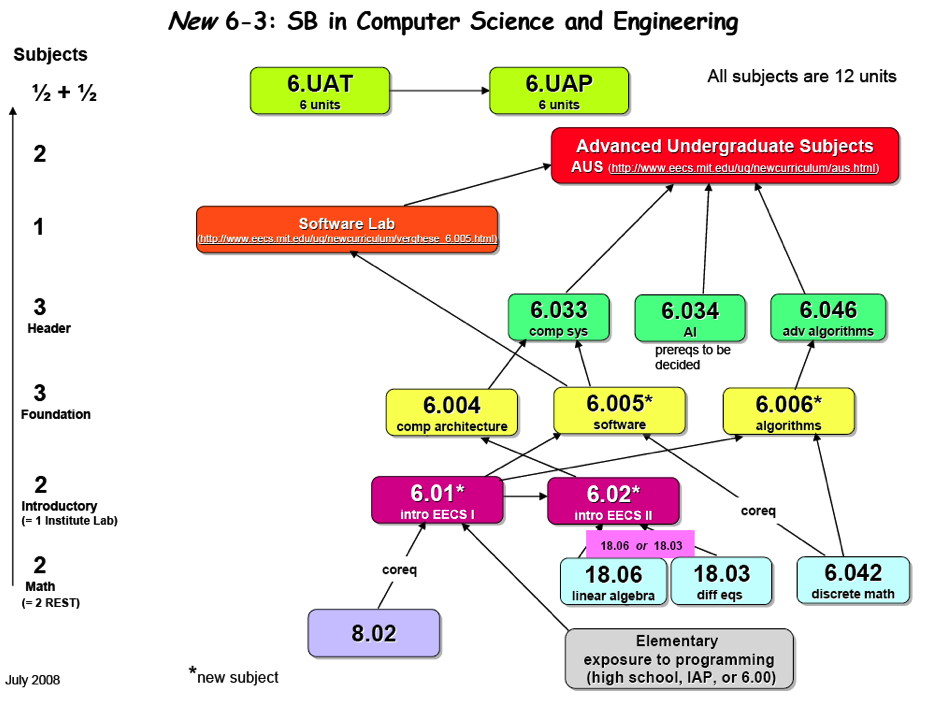 New 6-3: SB in Computer Science and Engineering
Subjects
½ + ½
6.UAT
6 units
6.UAP
6 units
All subjects are 12 units
2
Advanced Undergraduate Subjects
AUS (http://www.eecs.mit.edu/ug/newcurriculum/aus.html)
1
Software Lab
(http://www.eecs.mit.edu/ug/newcurriculum/verghese_6.005.html)
3
Header
6.033
comp sys
6.034
AI
prereqs to be
decided
6.046
adv algorithms
3
Foundation
6.004
comp architecture
6.005*
software
6.006*
algorithms
2
Introductory
(= 1 Institute Lab)
6.01*
intro EECS I
6.02*
intro EECS II
coreq
18.06 or 18.03
2
Math
(= 2 REST)
coreq
18.06
linear algebra
18.03
diff eqs
6.042
discrete math
8.02
Elementary
exposure to programming
(high school, IAP, or 6.00)
*new subject
July 2008